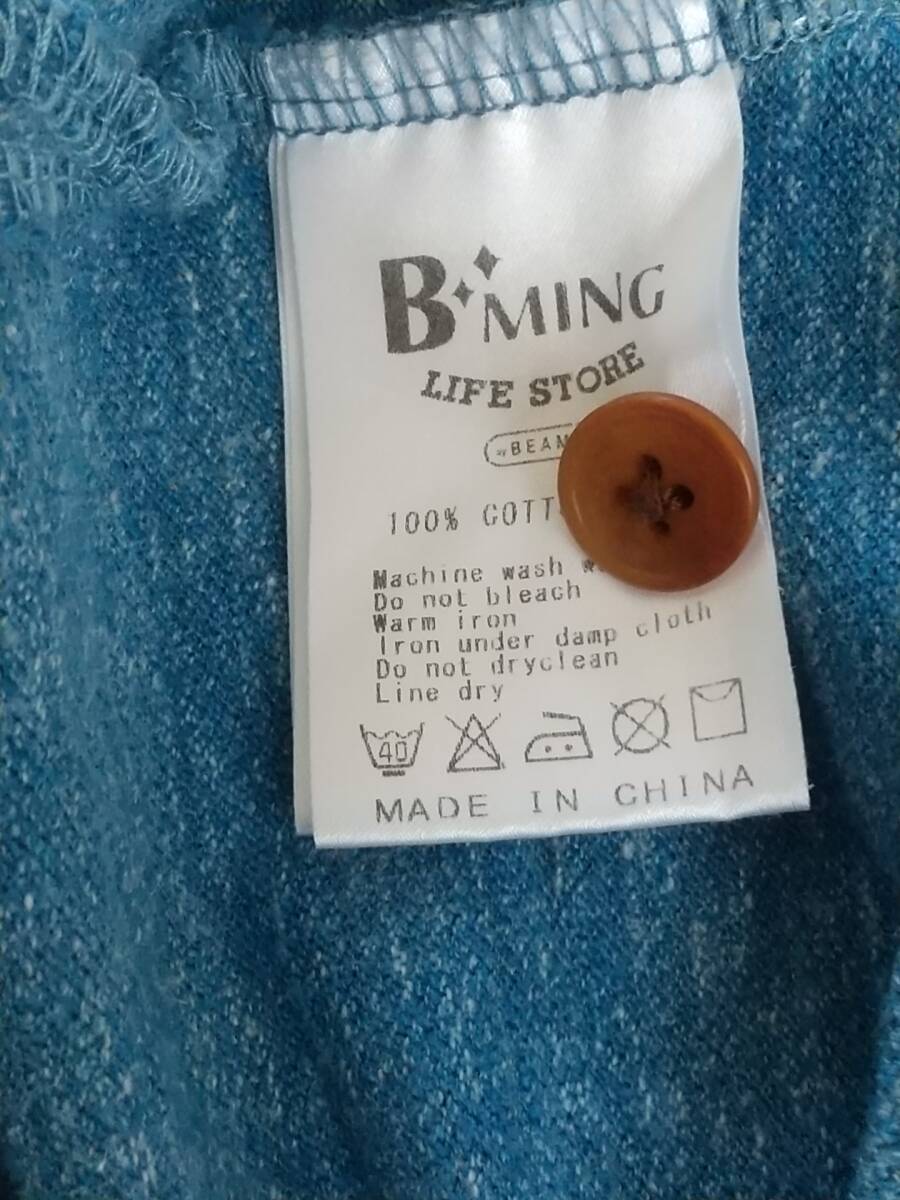 B MING
LIFE STORE
BEAM
100% COTT
Machine wash
Do not bleach
Warm iron
Iron under damp cloth
Do not dryclean
Line dry
40
MADE IN CHINA